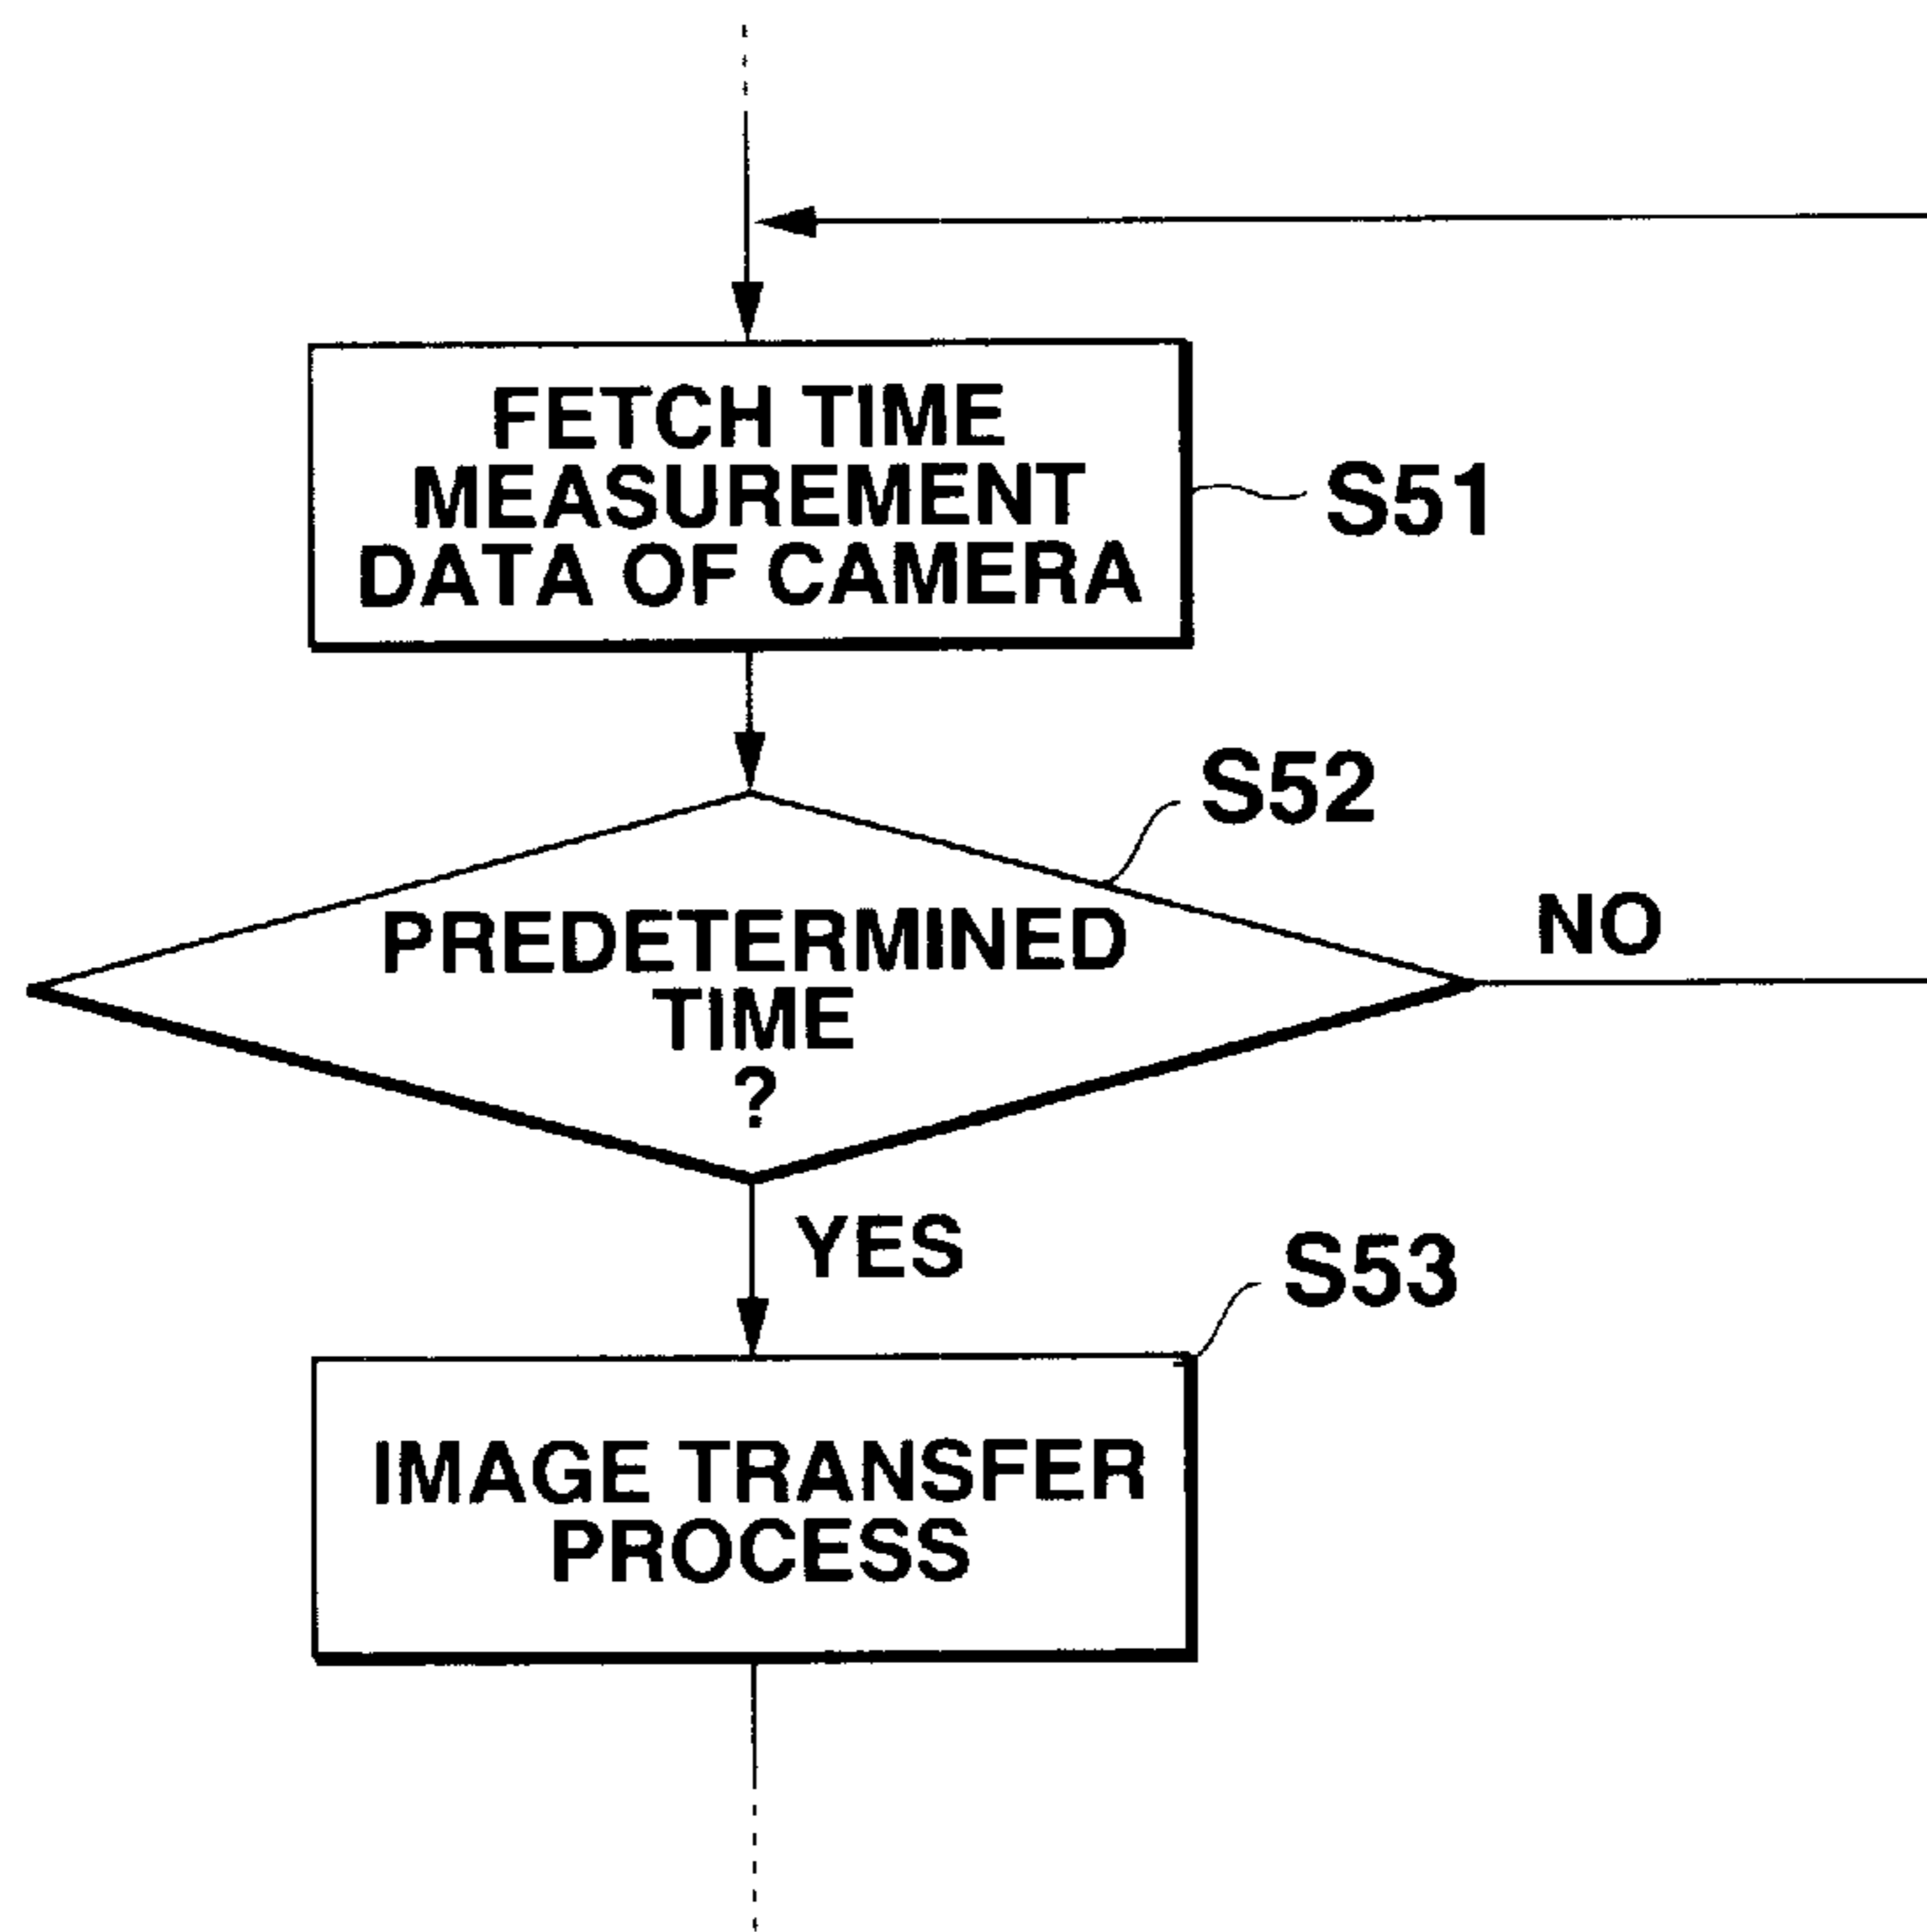 FETCH TIME
MEASUREMENT
DATA OF CAMERA
S51
S52
PREDETERMINED
TIME
?
NO
YES
S53
IMAGE TRANSFER
PROCESS